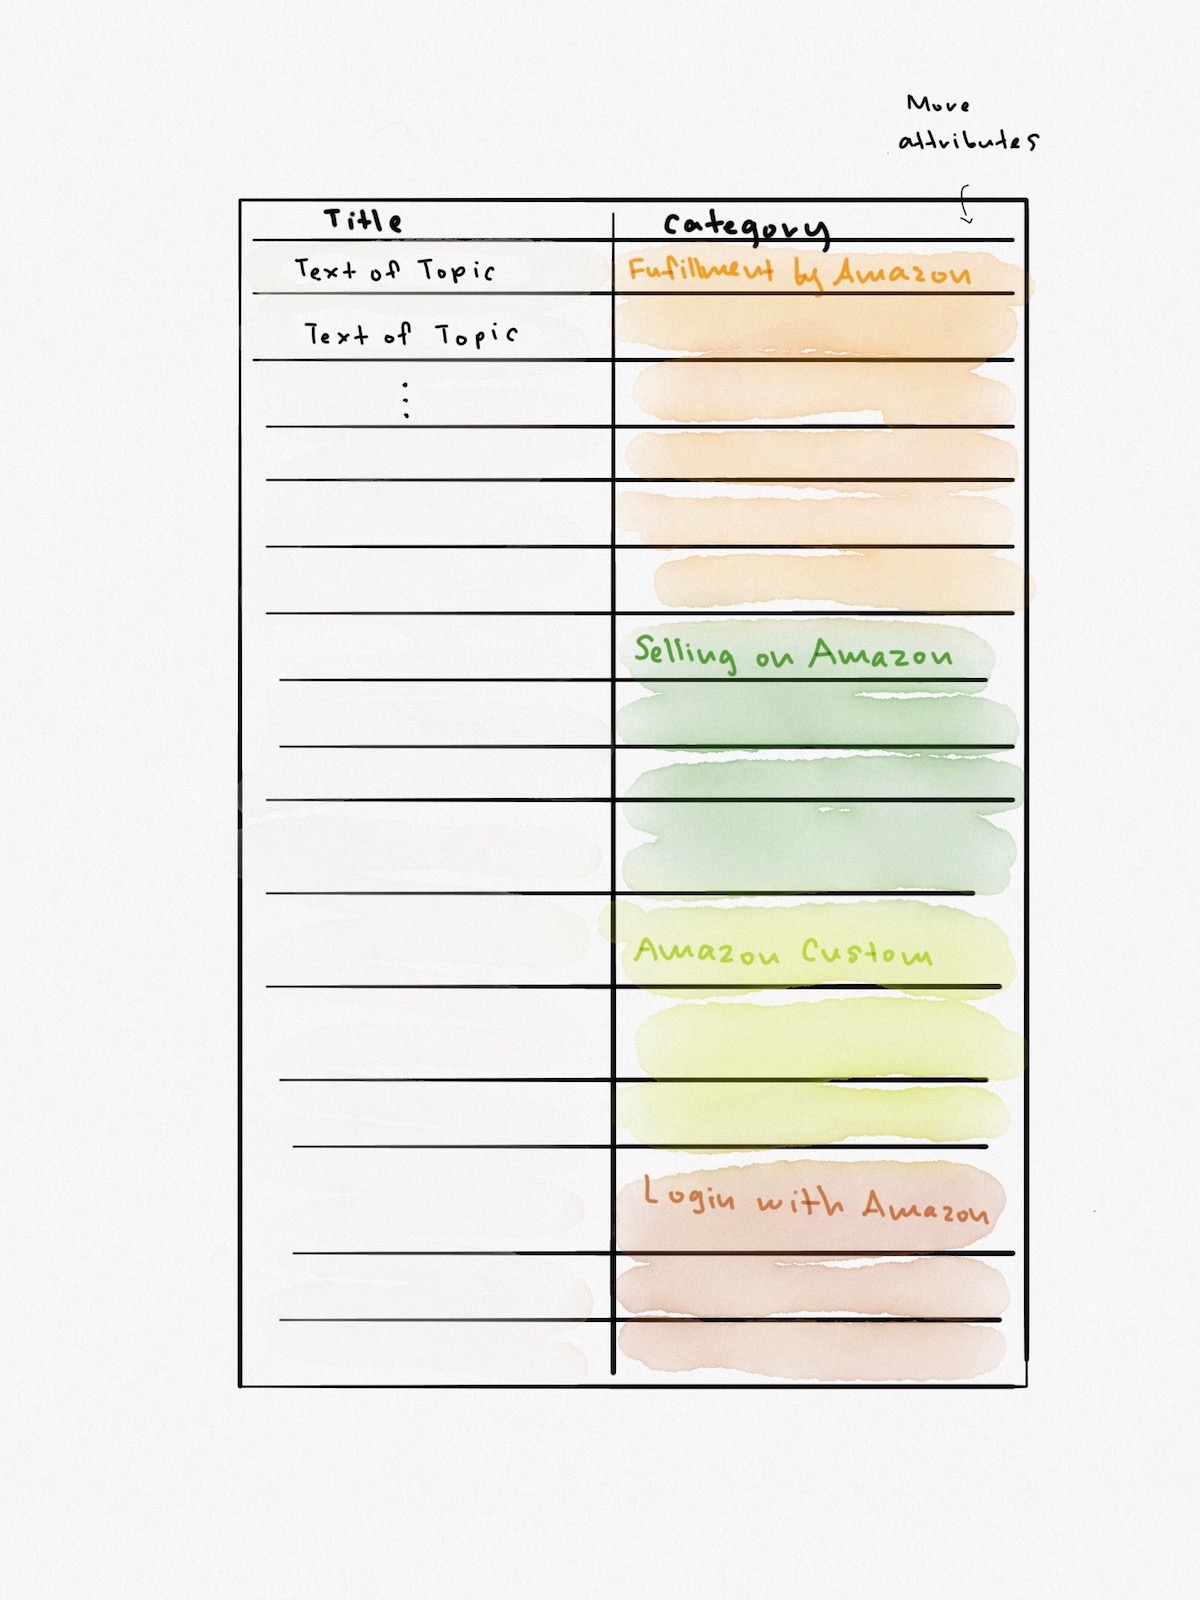 More
attributes
Title Category
Text of Topic Fufillment by Amazon
Text of Topic
Selling on Amazon
Amazon Custom
Login with Amazon